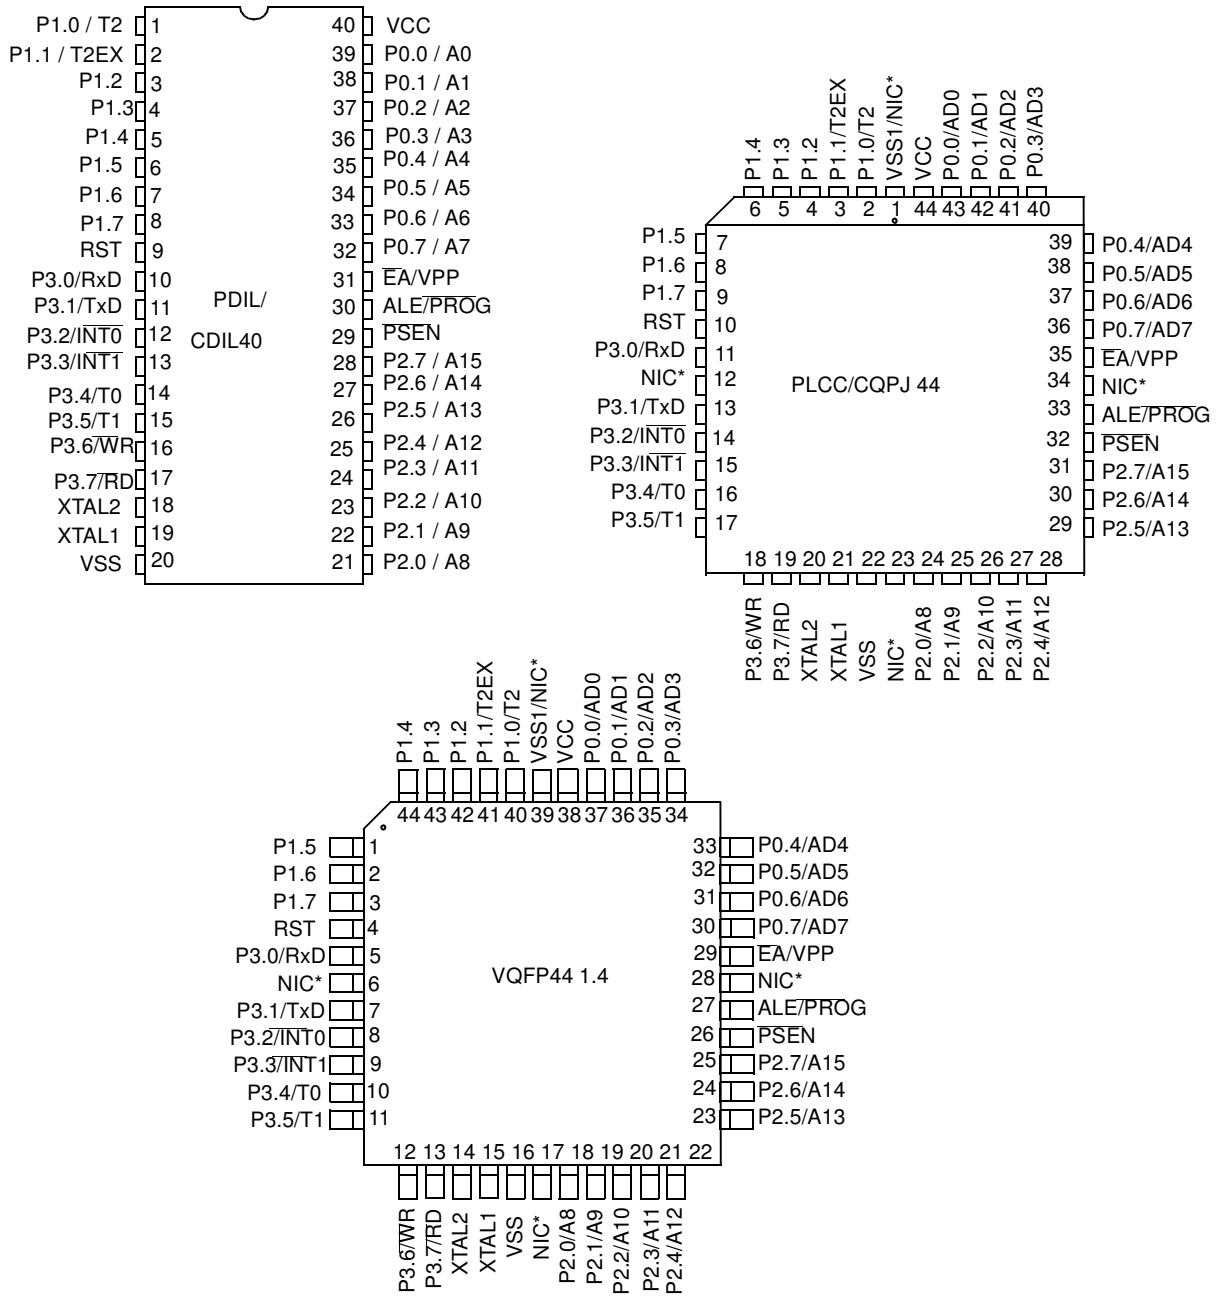 P1.0 / T2 1 40 VCC
P1.1 / T2EX 2 39 P0.0 / A0
P1.2 3 38 P0.1 / A1
P1.3 4 37 P0.2 / A2
P1.4 5 36 P0.3 / A3
P1.5 6 35 P0.4 / A4
P1.6 7 34 P0.5 / A5
P1.7 8 33 P0.6 / A6
RST 9 32 P0.7 / A7
P3.0/RxD 10 31 EA/VPP
P3.1/TxD 11 30 ALE/PROG
P3.2/INT0 12 29 PSEN
P3.3/INT1 13 28 P2.7 / A15
P3.4/T0 14 27 P2.6 / A14
P3.5/T1 15 26 P2.5 / A13
P3.6/WR 16 25 P2.4 / A12
P3.7/RD 17 24 P2.3 / A11
XTAL2 18 23 P2.2 / A10
XTAL1 19 22 P2.1 / A9
VSS 20 21 P2.0 / A8
PDIL/
CDIL40
P1.4 P1.3 P1.2 P1.1/T2EX P1.0/T2 VSS1/NIC* VCC P0.0/AD0 P0.1/AD1 P0.2/AD2 P0.3/AD3
6 5 4 3 2 1 44 43 42 41 40
P1.5 7 39 P0.4/AD4
P1.6 8 38 P0.5/AD5
P1.7 9 37 P0.6/AD6
RST 10 36 P0.7/AD7
P3.0/RxD 11 35 EA/VPP
NIC* 12 34 NIC*
P3.1/TxD 13 33 ALE/PROG
P3.2/INT0 14 32 PSEN
P3.3/INT1 15 31 P2.7/A15
P3.4/T0 16 30 P2.6/A14
P3.5/T1 17 29 P2.5/A13
PLCC/CQPJ 44
18 19 20 21 22 23 24 25 26 27 28
P3.6/WR P3.7/RD XTAL2 XTAL1 VSS NIC* P2.0/A8 P2.1/A9 P2.2/A10 P2.3/A11 P2.4/A12
P1.4 P1.3 P1.2 P1.1/T2EX P1.0/T2 VSS1/NIC* VCC P0.0/AD0 P0.1/AD1 P0.2/AD2 P0.3/AD3
44 43 42 41 40 39 38 37 36 35 34
P1.5 1 33 P0.4/AD4
P1.6 2 32 P0.5/AD5
P1.7 3 31 P0.6/AD6
RST 4 30 P0.7/AD7
P3.0/RxD 5 29 EA/VPP
NIC* 6 28 NIC*
P3.1/TxD 7 27 ALE/PROG
P3.2/INT0 8 26 PSEN
P3.3/INT1 9 25 P2.7/A15
P3.4/T0 10 24 P2.6/A14
P3.5/T1 11 23 P2.5/A13
VQFP44 1.4
12 13 14 15 16 17 18 19 20 21 22
P3.6/WR P3.7/RD XTAL2 XTAL1 VSS NIC* P2.0/A8 P2.1/A9 P2.2/A10 P2.3/A11 P2.4/A12